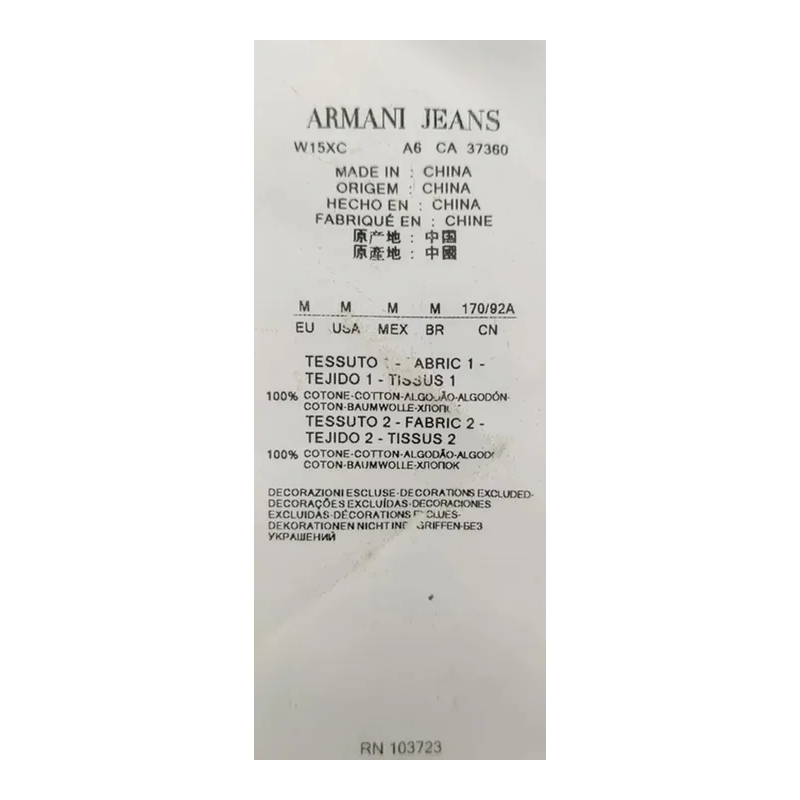 ARMANI JEANS
W15XC A6 CA 37360
MADE IN : CHINA
ORIGEM : CHINA
HECHO EN : CHINA
FABRIQUÉ EN : CHINE
原产地 : 中国
原產地 : 中國
M M M M 170/92A
EU USA MEX BR CN
TESSUTO - FABRIC 1 -
TEJIDO 1 - TISSUS 1
100% COTONE-COTTON-ALGODÃO-ALGODÓN-
COTON-BAUMWOLLE-ХЛОПОК
TESSUTO 2 - FABRIC 2 -
TEJIDO 2 - TISSUS 2
100% COTONE-COTTON-ALGODÃO-ALGOD
COTON-BAUMWOLLE-ХЛОПОК
DECORAZIONI ESCLUSE-DECORATIONS EXCLUDED-
DECORAÇÕES EXCLUÍDAS-DECORACIONES
EXCLUIDAS-DÉCORATIONS EXCLUES-
DEKORATIONEN NICHT INBEGRIFFEN-БЕЗ
УКРАШЕНИЙ
RN 103723